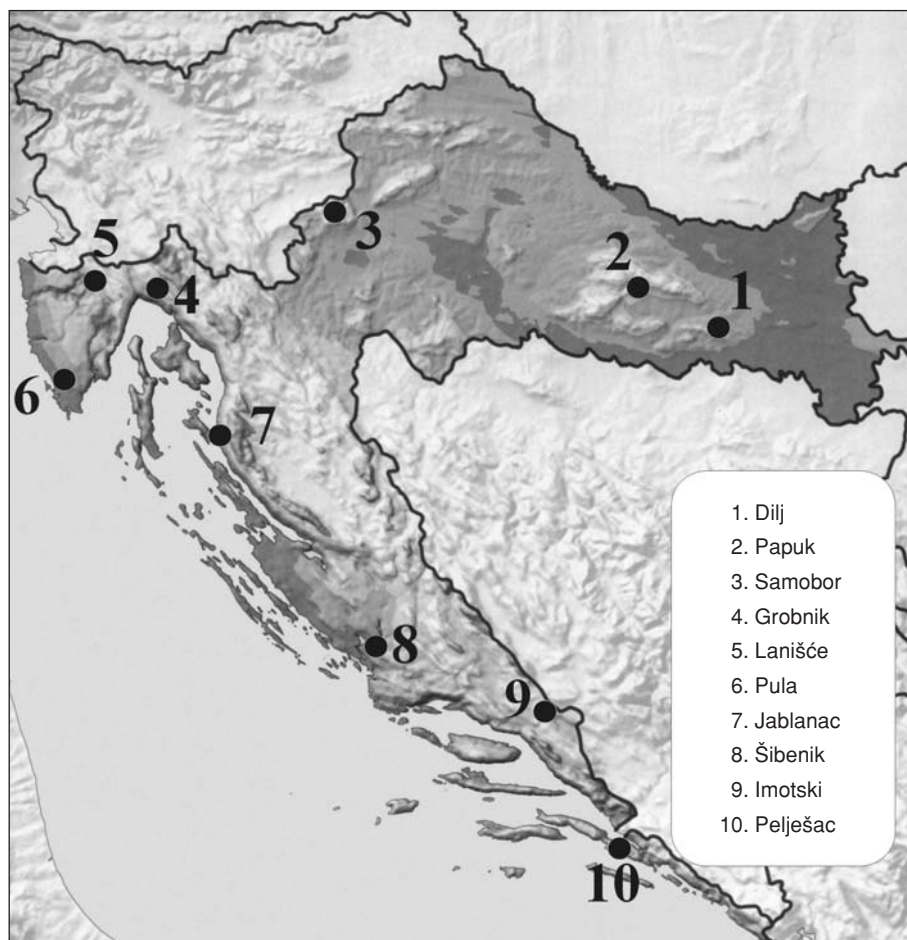 3
5
2
4
1
6
7
8
9
10
1. Dilj
2. Papuk
3. Samobor
4. Grobnik
5. Lanišće
6. Pula
7. Jablanac
8. Šibenik
9. Imotski
10. Pelješac